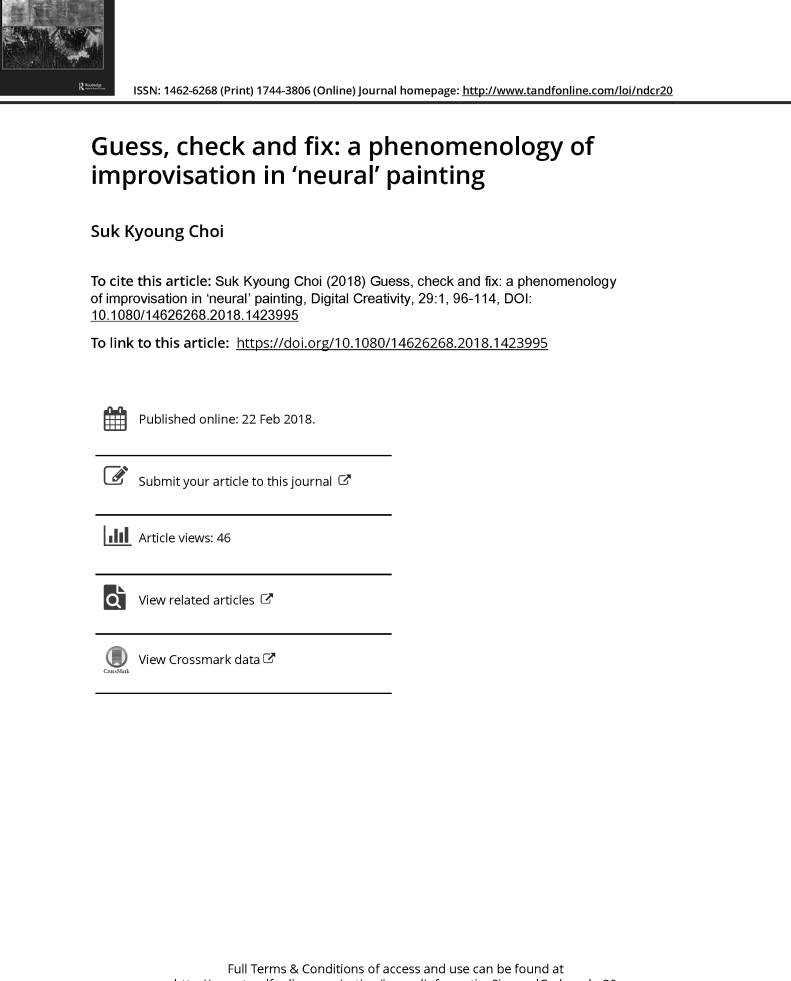 Routledge
ISSN: 1462-6268 (Print) 1744-3806 (Online) Journal homepage: http://www.tandfonline.com/loi/ndcr20
Guess, check and fix: a phenomenology of
improvisation in ‘neural’ painting
Suk Kyoung Choi
To cite this article: Suk Kyoung Choi (2018) Guess, check and fix: a phenomenology
of improvisation in ‘neural’ painting, Digital Creativity, 29:1, 96-114, DOI:
10.1080/14626268.2018.1423995
To link to this article: https://doi.org/10.1080/14626268.2018.1423995
Published online: 22 Feb 2018.
Submit your article to this journal
Article views: 46
View related articles
CrossMark
View Crossmark data
Full Terms & Conditions of access and use can be found at